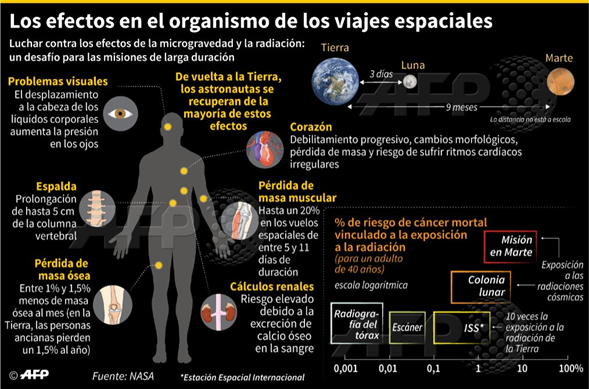 Los efectos en el organismo de los viajes espaciales
Luchar contra los efectos de la microgravedad y la radiación:
un desafío para las misiones de larga duración
Tierra
Luna
Marte
3 días
9 meses
La distancia no está a escala
Problemas visuales
El desplazamiento
a la cabeza de los
líquidos corporales
aumenta la presión
en los ojos
De vuelta a la Tierra,
los astronautas se
recuperan de la
mayoría de estos
efectos
Corazón
Debilitamiento progresivo, cambios morfológicos,
pérdida de masa y riesgo de sufrir ritmos cardíacos
irregulares
Espalda
Prolongación
de hasta 5 cm
de la columna
vertebral
Pérdida de
masa muscular
Hasta un 20%
en los vuelos
espaciales de
entre 5 y 11
días de
duración
Pérdida de
masa ósea
Entre 1% y 1,5%
menos de masa
ósea al mes (en la
Tierra, las personas
ancianas pierden
un 1,5% al año)
Cálculos renales
Riesgo elevado
debido a la
excreción de
calcio óseo
en la sangre
% de riesgo de cáncer mortal
vinculado a la exposición
a la radiación
(para un adulto
de 40 años)
escala logarítmica
Misión
en Marte
Colonia
lunar
Exposición
a las
radiaciones
cósmicas
Radiogra-
fía del
tórax
Escáner
ISS*
10 veces la
exposición a la
radiación de
la Tierra
0,001
0,01
0,1
1
10
100%
© AFP
Fuente: NASA
*Estación Espacial Internacional
AFP
AFP
AFP